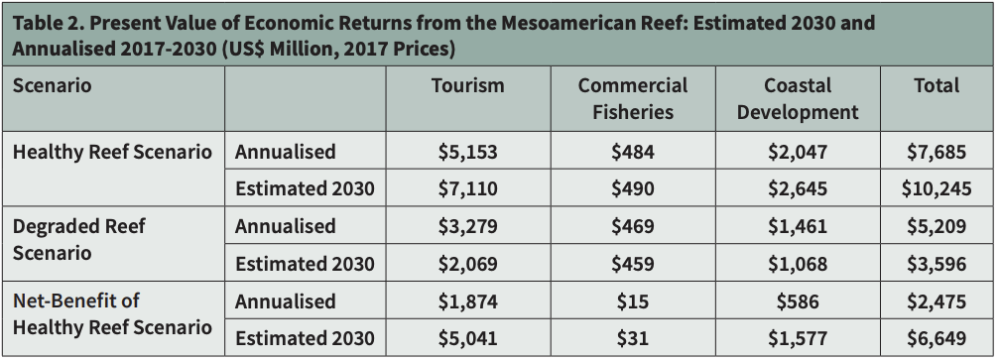 Table 2. Present Value of Economic Returns from the Mesoamerican Reef: Estimated 2030 and
Annualised 2017-2030 (US$ Million, 2017 Prices)
Scenario Tourism Commercial Fisheries Coastal Development Total
Healthy Reef Scenario Annualised $5,153 $484 $2,047 $7,685
Estimated 2030 $7,110 $490 $2,645 $10,245
Degraded Reef Scenario Annualised $3,279 $469 $1,461 $5,209
Estimated 2030 $2,069 $459 $1,068 $3,596
Net-Benefit of Healthy Reef Scenario Annualised $1,874 $15 $586 $2,475
Estimated 2030 $5,041 $31 $1,577 $6,649